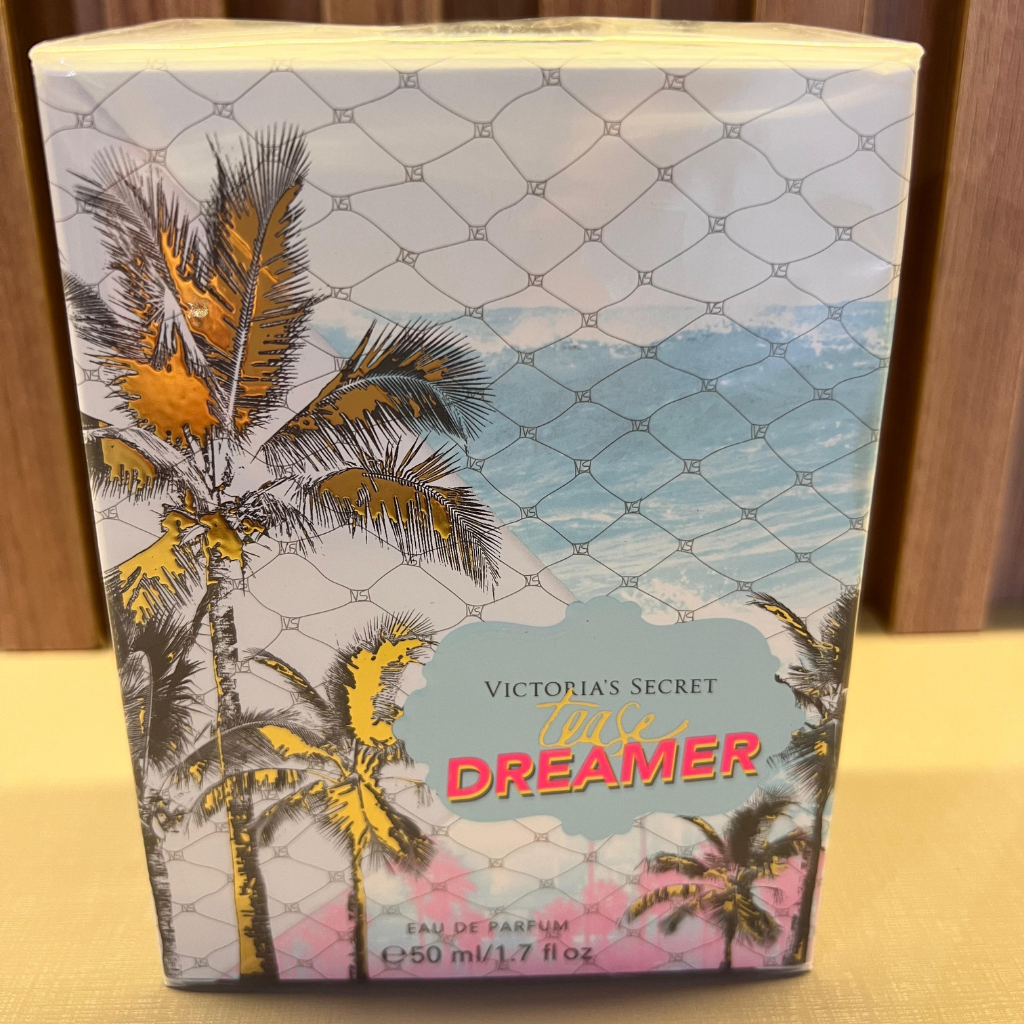 VICTORIA'S SECRET
tease
DREAMER
EAU DE PARFUM
℮50 ml/1.7 fl oz